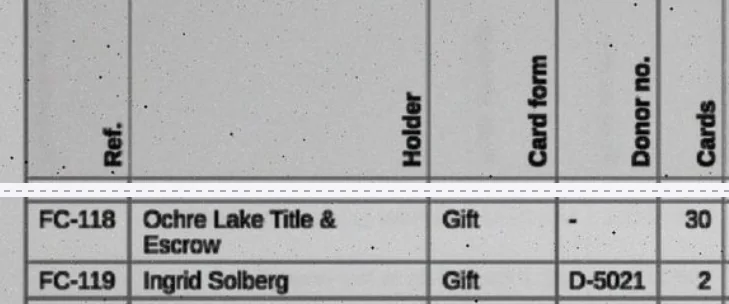 Ref. Holder Card form Donor no. Cards
FC-118 Ochre Lake Title & Gift - 30
Escrow
FC-119 Ingrid Solberg Gift D-5021 2